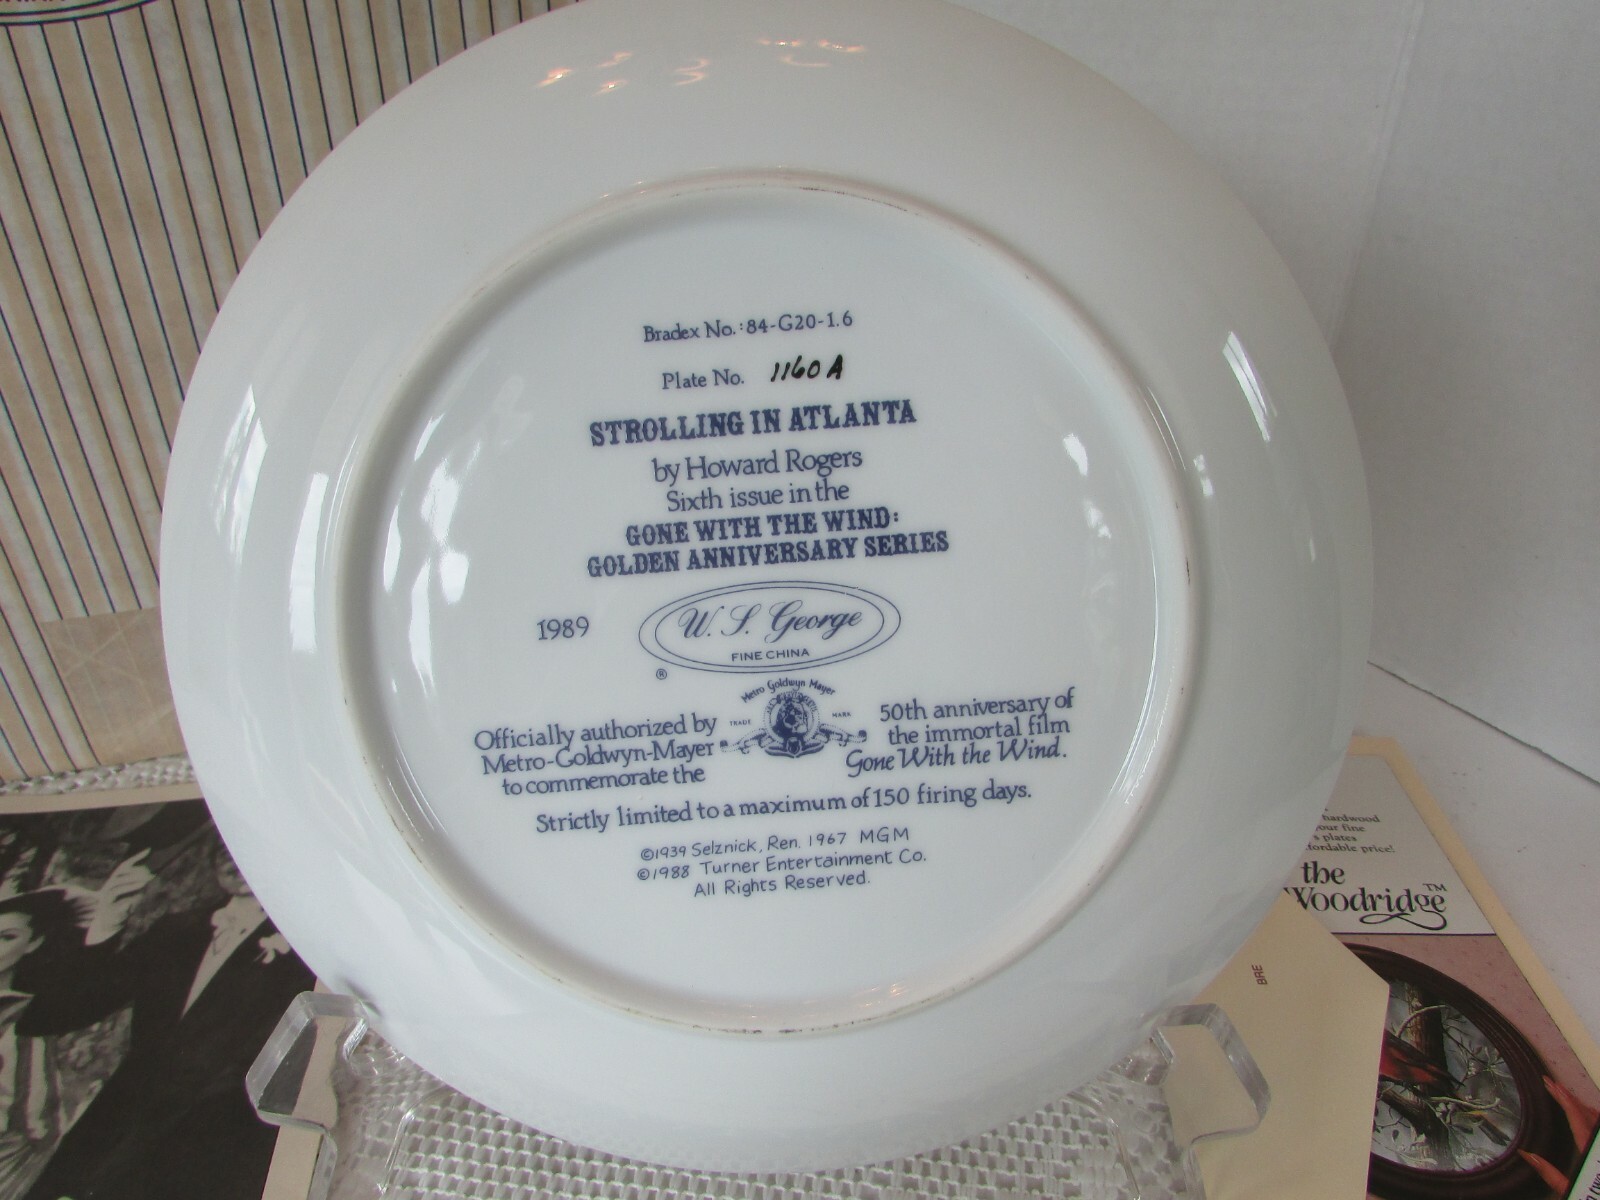 Bradex No.:84-G20-1.6
Plate No. 1160A
STROLLING IN ATLANTA
by Howard Rogers
Sixth issue in the
GONE WITH THE WIND:
GOLDEN ANNIVERSARY SERIES
1989
W. S. George
FINE CHINA
®
Metro Goldwyn Mayer
TRADE MARK
Officially authorized by
Metro-Goldwyn-Mayer
to commemorate the
50th anniversary of
the immortal film
Gone With the Wind.
Strictly limited to a maximum of 150 firing days.
©1939 Selznick, Ren. 1967 MGM
©1988 Turner Entertainment Co.
All Rights Reserved.
hardwood
your fine
plates
the
Woodridge™
BRE